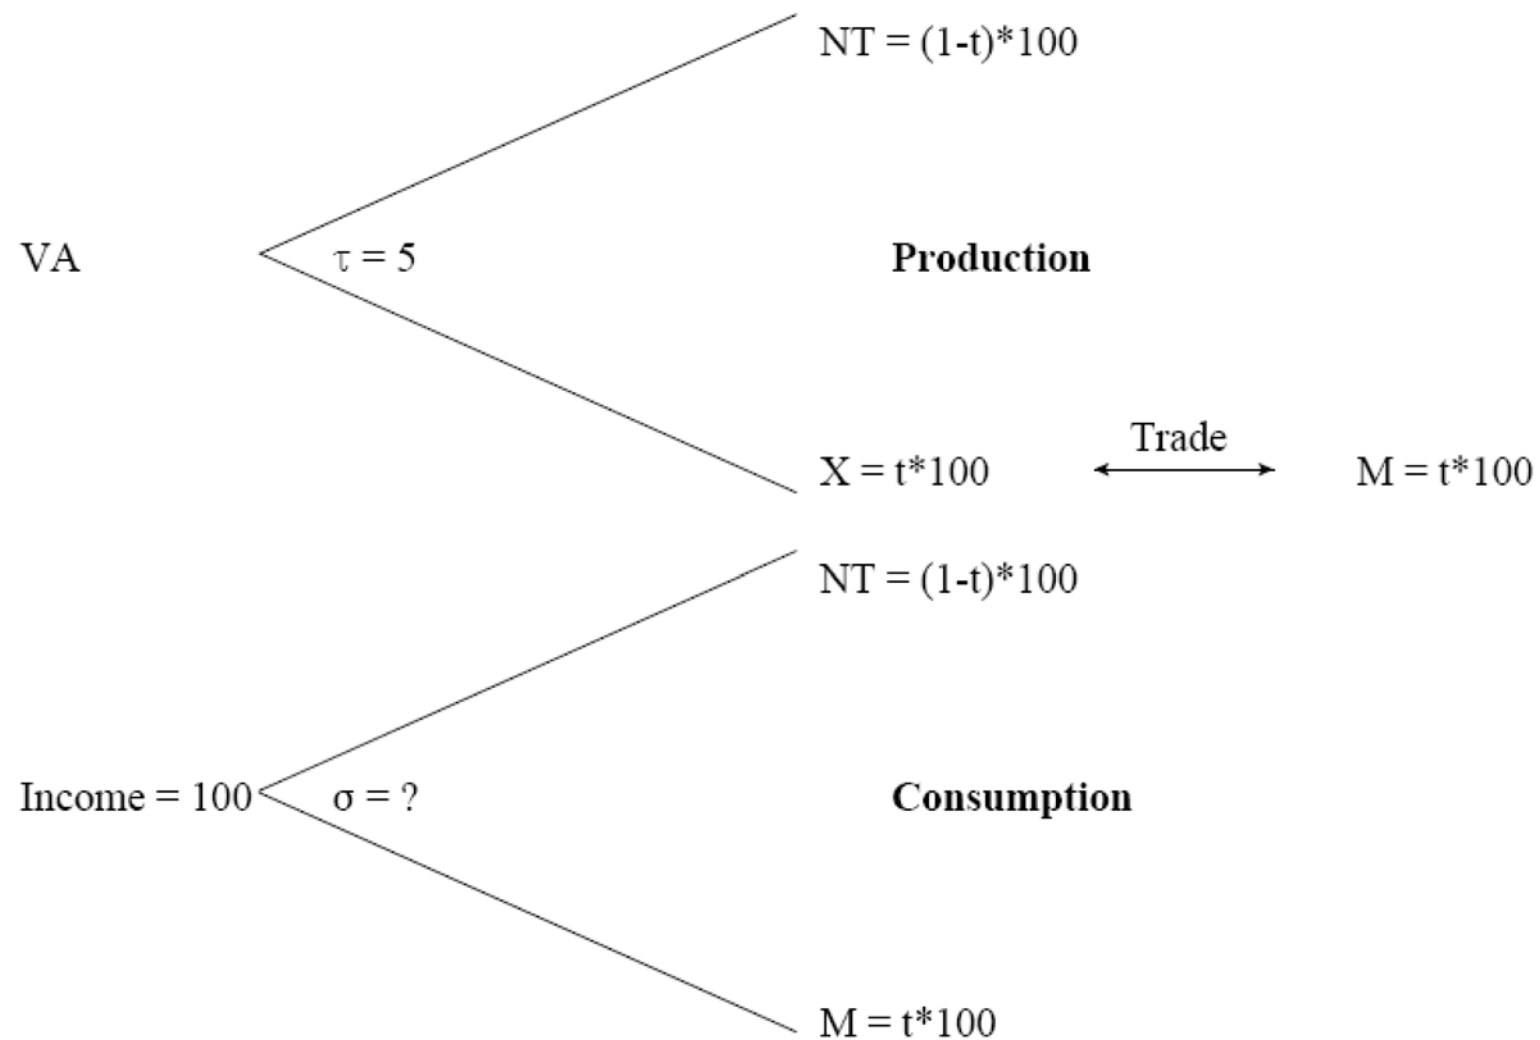 NT = (1-t)*100
VA
τ = 5
Production
Trade
X = t*100
M = t*100
NT = (1-t)*100
Income = 100
σ = ?
Consumption
M = t*100